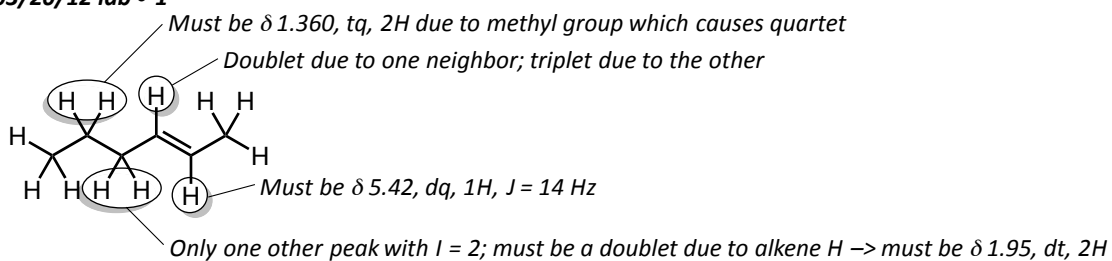 lab • 1
Must be δ 1.360, tq, 2H due to methyl group which causes quartet
Doublet due to one neighbor; triplet due to the other
H H H H H
H
H
H H H H H
Must be δ 5.42, dq, 1H, J = 14 Hz
Only one other peak with I = 2; must be a doublet due to alkene H –> must be δ 1.95, dt, 2H